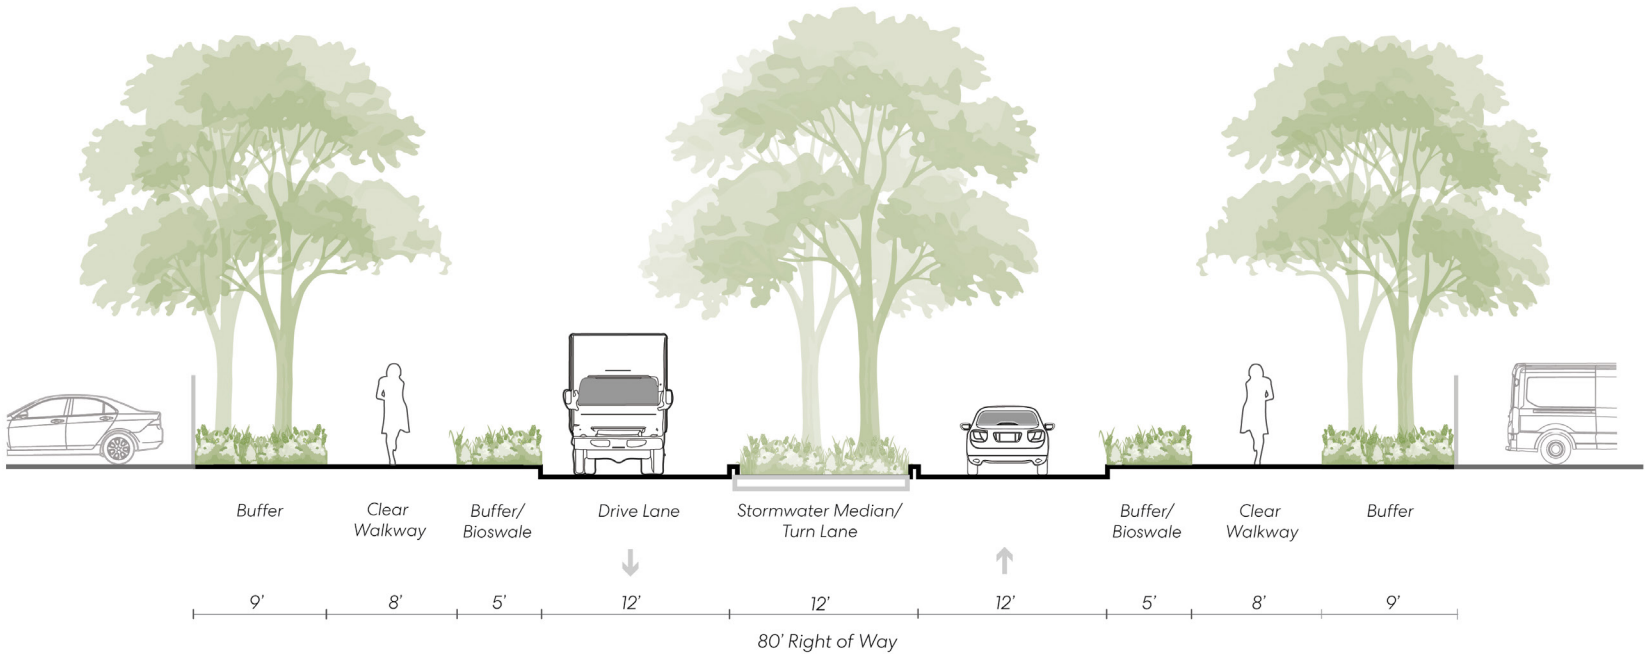 Buffer
Clear
Walkway
Buffer/
Bioswale
Drive Lane
Stormwater Median/
Turn Lane
Buffer/
Bioswale
Clear
Walkway
Buffer
9’ 8’ 5’ 12’ 12’ 12’ 5’ 8’ 9’
80’ Right of Way